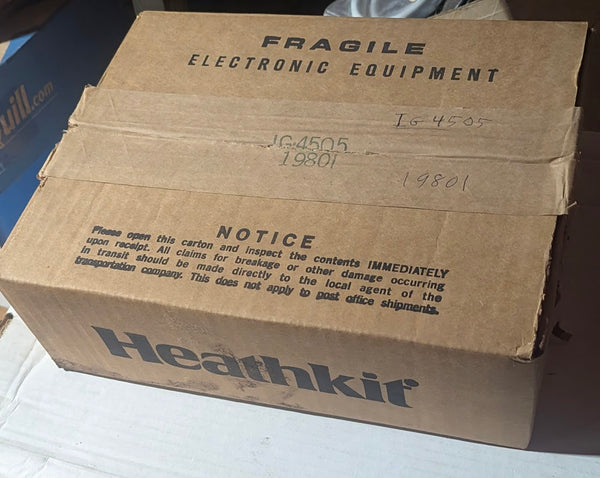 FRAGILE
ELECTRONIC EQUIPMENT
IG 4505
IG-4505
19801
19801
NOTICE
Please open this carton and inspect the contents IMMEDIATELY
upon receipt. All claims for breakage or other damage occurring
in transit should be made directly to the local agent of the
transportation company. This does not apply to post office shipments.
Heathkit
uill.com